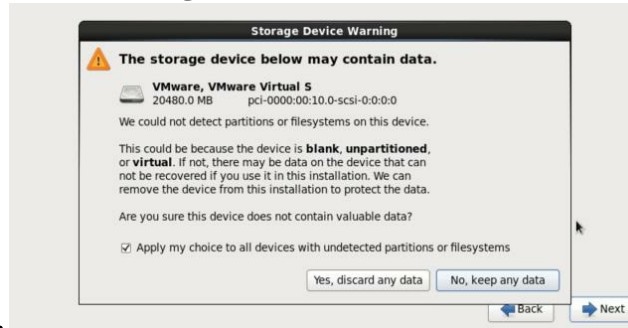 Storage Device Warning
The storage device below may contain data.
VMware, VMware Virtual S
20480.0 MB pci-0000:00:10.0-scsi-0:0:0:0
We could not detect partitions or filesystems on this device.
This could be because the device is blank, unpartitioned,
or virtual. If not, there may be data on the device that can
not be recovered if you use it in this installation. We can
remove the device from this installation to protect the data.
Are you sure this device does not contain valuable data?
Apply my choice to all devices with undetected partitions or filesystems
Yes, discard any data No, keep any data
Back Next